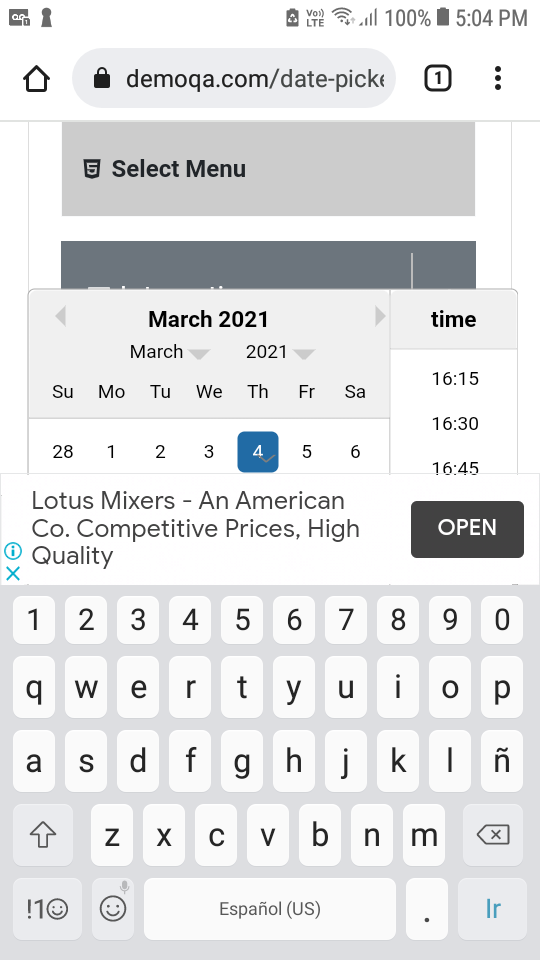 Vo))
LTE
100% 5:04 PM
demoqa.com/date-picke
1
Select Menu
March 2021
time
March 2021
Su Mo Tu We Th Fr Sa
16:15
16:30
28 1 2 3 4 5 6
16:45
Lotus Mixers - An American
Co. Competitive Prices, High
Quality
OPEN
1 2 3 4 5 6 7 8 9 0
q w e r t y u i o p
a s d f g h j k l ñ
z x c v b n m
!1☺ Español (US) . Ir